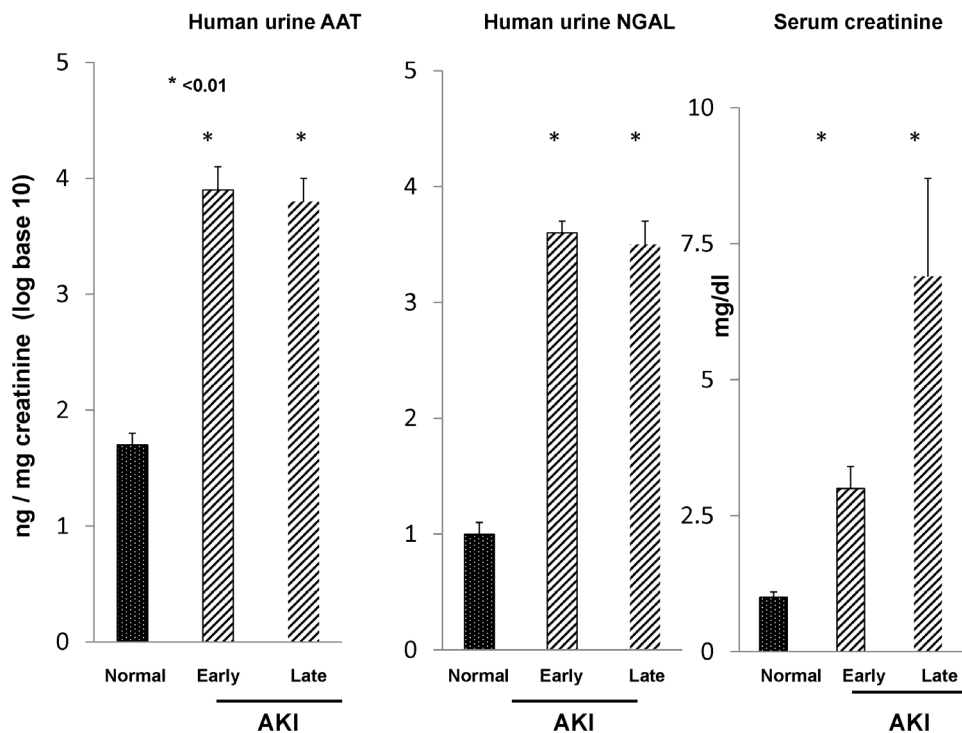 Human urine AAT
Human urine NGAL
Serum creatinine
ng / mg creatinine (log base 10)
5
4
3
2
1
0
* <0.01
*
*
Normal
Early
Late
AKI
5
4
3
2
1
0
*
*
Normal
Early
Late
AKI
mg/dl
10
7.5
5
2.5
0
*
*
Normal
Early
Late
AKI